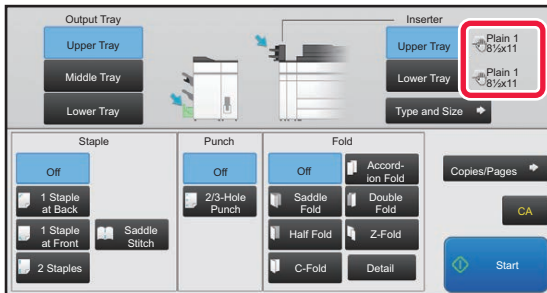 Output Tray
Inserter
Upper Tray
Upper Tray
Plain 1
8½x11
Middle Tray
Lower Tray
Plain 1
8½x11
Lower Tray
Type and Size
Staple
Punch
Fold
Off
Off
Off
Accord-
ion Fold
Copies/Pages
1 Staple
at Back
2/3-Hole
Punch
Saddle
Fold
Double
Fold
CA
1 Staple
at Front
Saddle
Stitch
Half Fold
Z-Fold
2 Staples
C-Fold
Detail
Start